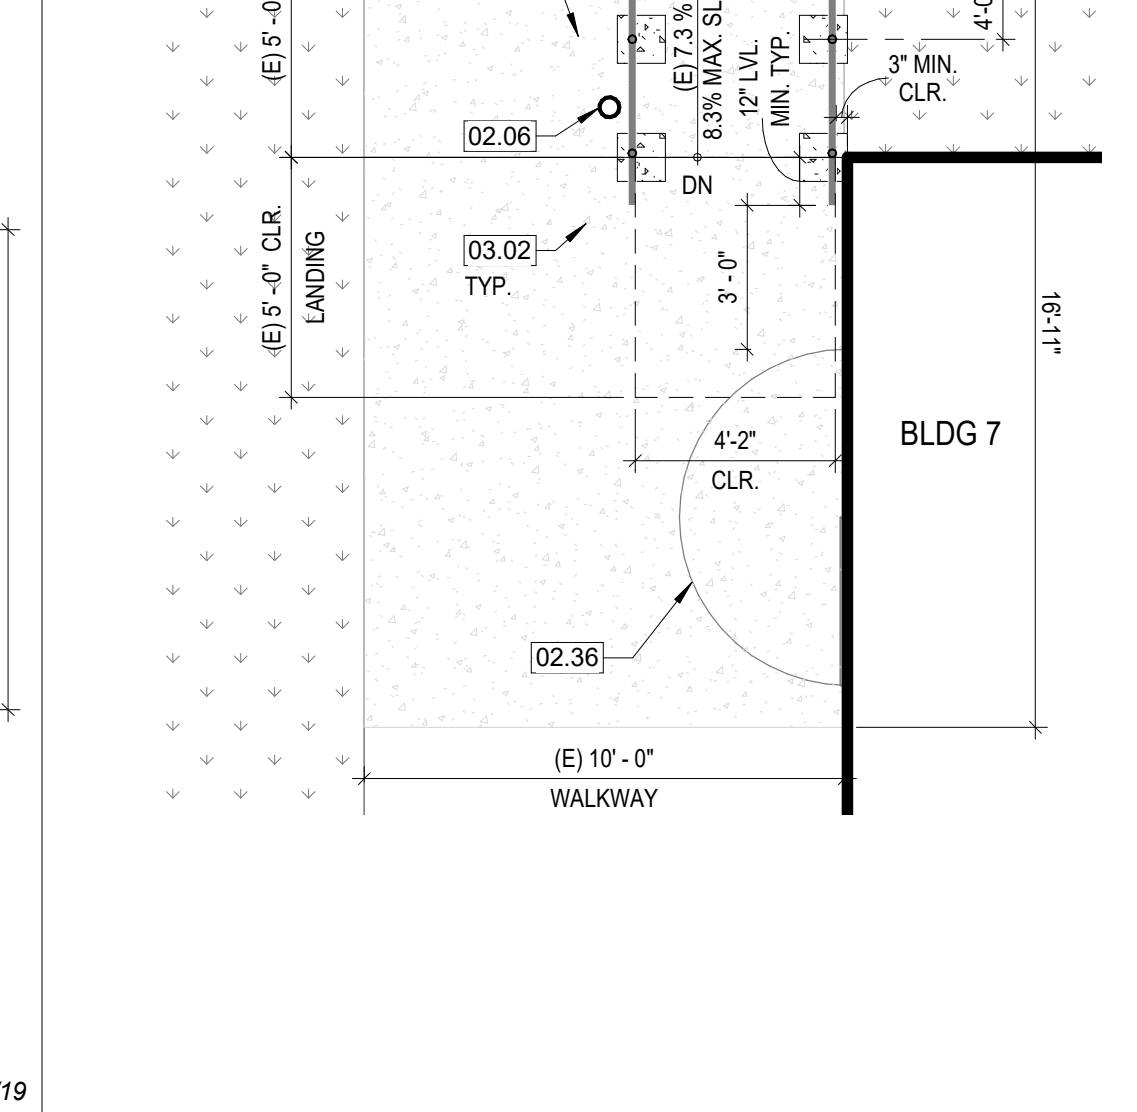 (E) 5' -0
(E) 7.3 %
8.3% MAX. SL
12" LVL.
MIN. TYP.
4'-0
3" MIN.
CLR.
02.06
DN
(E) 5' -0" CLR.
LANDING
03.02
TYP.
3' - 0"
16'-11"
BLDG 7
4'-2"
CLR.
02.36
(E) 10' - 0"
WALKWAY
/19